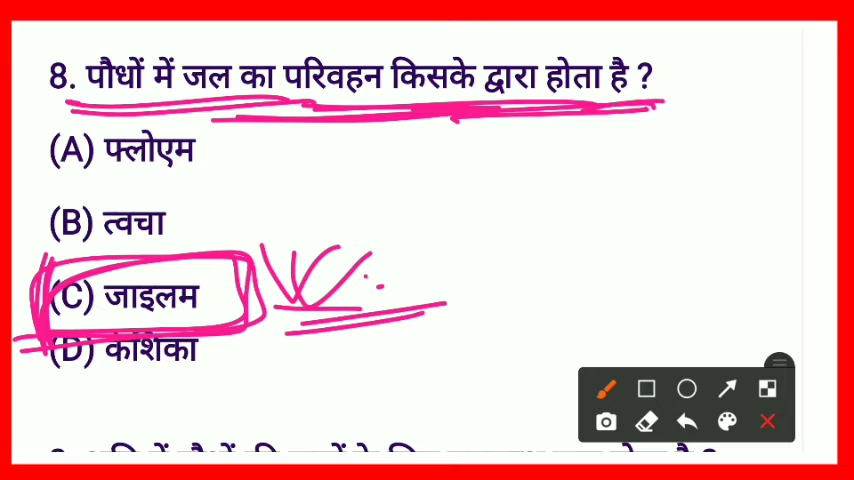 8. पौधों में जल का परिवहन किसके द्वारा होता है ?
(A) फ्लोएम
(B) त्वचा
(C) जाइलम
(D) केशिका